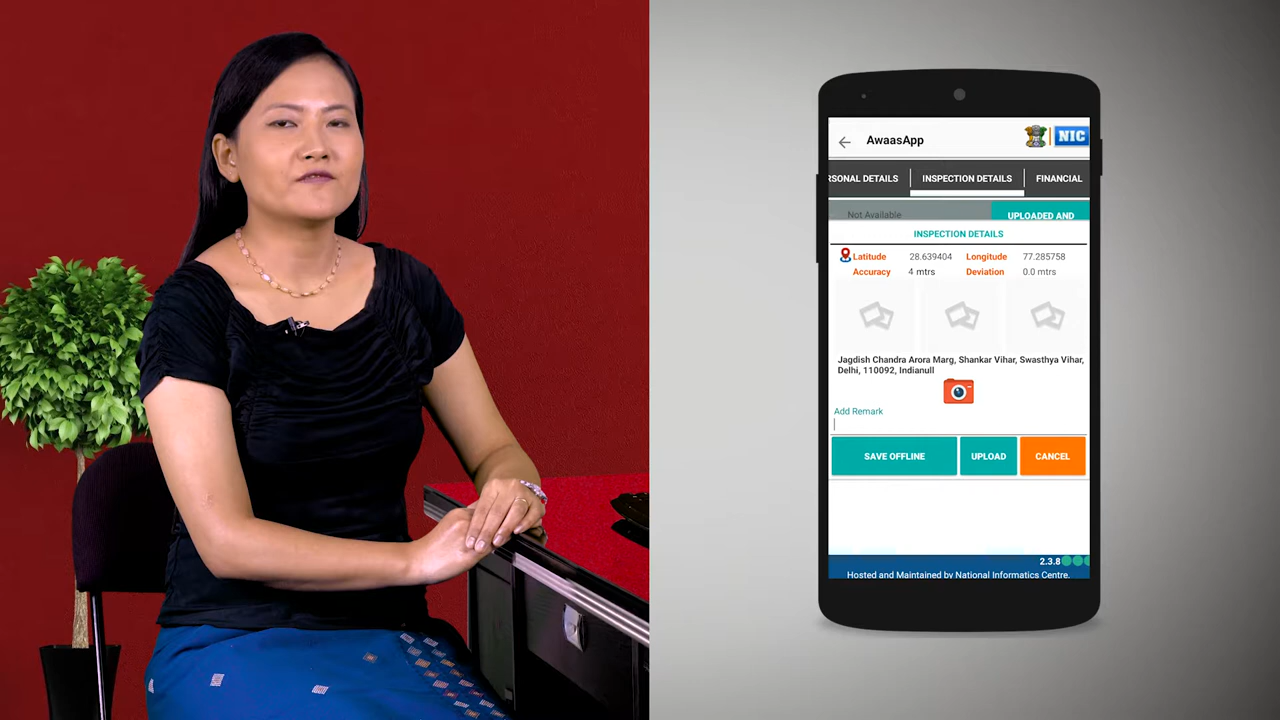 AwaasApp
NIC
RSONAL DETAILS
INSPECTION DETAILS
FINANCIAL
Not Available
UPLOADED AND
INSPECTION DETAILS
Latitude 28.639404 Longitude 77.285758
Accuracy 4 mtrs Deviation 0.0 mtrs
Jagdish Chandra Arora Marg, Shankar Vihar, Swasthya Vihar,
Delhi, 110092, Indianull
Add Remark
SAVE OFFLINE
UPLOAD
CANCEL
2.3.8
Hosted and Maintained by National Informatics Centre.